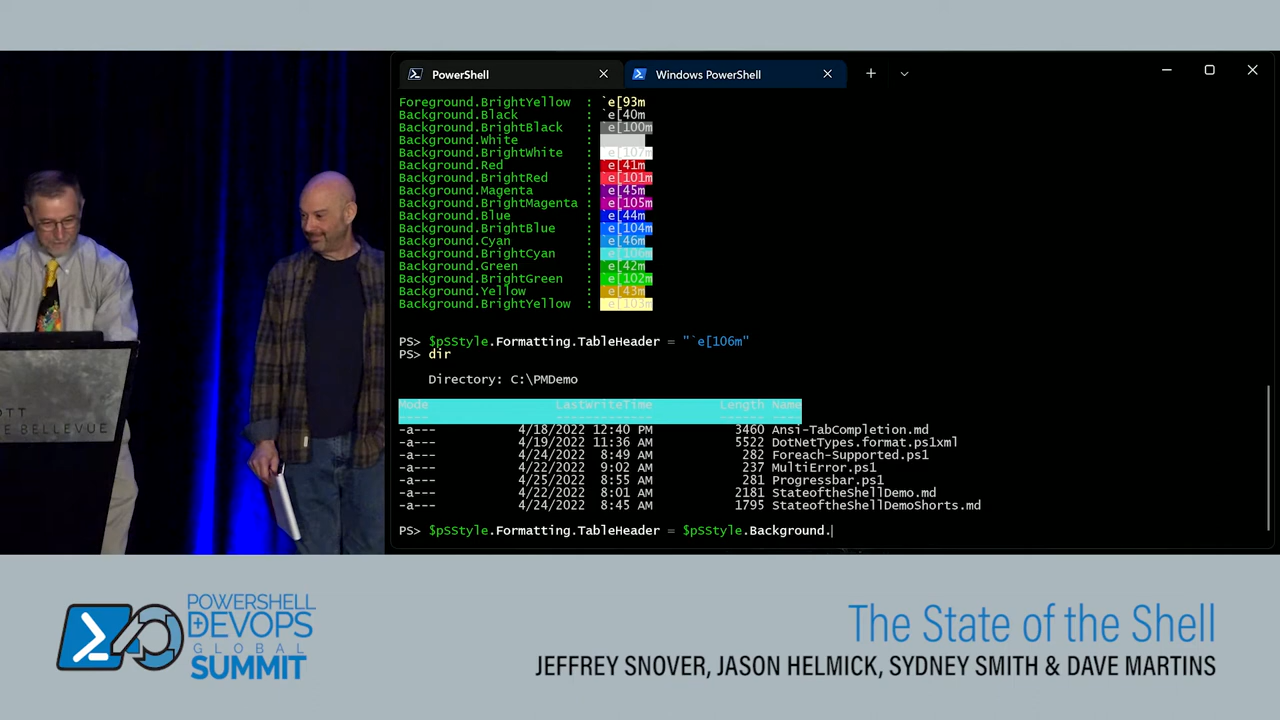 PowerShell
Windows PowerShell
Foreground.BrightYellow : `e[93m
Background.Black : `e[40m
Background.BrightBlack : `e[100m
Background.White :
Background.BrightWhite : `e[107m
Background.Red : `e[41m
Background.BrightRed : `e[101m
Background.Magenta : `e[45m
Background.BrightMagenta : `e[105m
Background.Blue : `e[44m
Background.BrightBlue : `e[104m
Background.Cyan : `e[46m
Background.BrightCyan : `e[106m
Background.Green : `e[42m
Background.BrightGreen : `e[102m
Background.Yellow : `e[43m
Background.BrightYellow : `e[103m
PS> $pSStyle.Formatting.TableHeader = "`e[106m"
PS> dir
Directory: C:\PMDemo
Mode LastWriteTime Length Name
---- ------------- ------ ----
-a--- 4/18/2022 12:40 PM 3460 Ansi-TabCompletion.md
-a--- 4/19/2022 11:36 AM 5522 DotNetTypes.format.ps1xml
-a--- 4/24/2022 8:49 AM 282 Foreach-Supported.ps1
-a--- 4/22/2022 9:02 AM 237 MultiError.ps1
-a--- 4/25/2022 8:55 AM 281 Progressbar.ps1
-a--- 4/22/2022 8:01 AM 2181 StateoftheShellDemo.md
-a--- 4/24/2022 8:45 AM 1795 StateoftheShellDemoShorts.md
PS> $pSStyle.Formatting.TableHeader = $pSStyle.Background.
BELLEVUE
POWERSHELL
DEVOPS
GLOBAL
SUMMIT
The State of the Shell
JEFFREY SNOVER, JASON HELMICK, SYDNEY SMITH & DAVE MARTINS